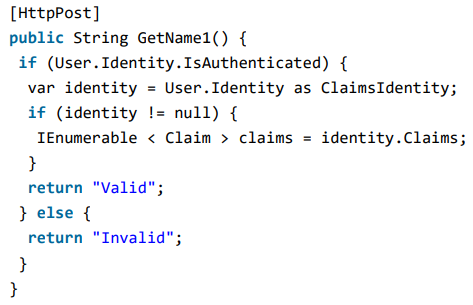 [HttpPost]
public String GetName1() {
 if (User.Identity.IsAuthenticated) {
  var identity = User.Identity as ClaimsIdentity;
  if (identity != null) {
   IEnumerable < Claim > claims = identity.Claims;
  }
  return "Valid";
 } else {
  return "Invalid";
 }
}